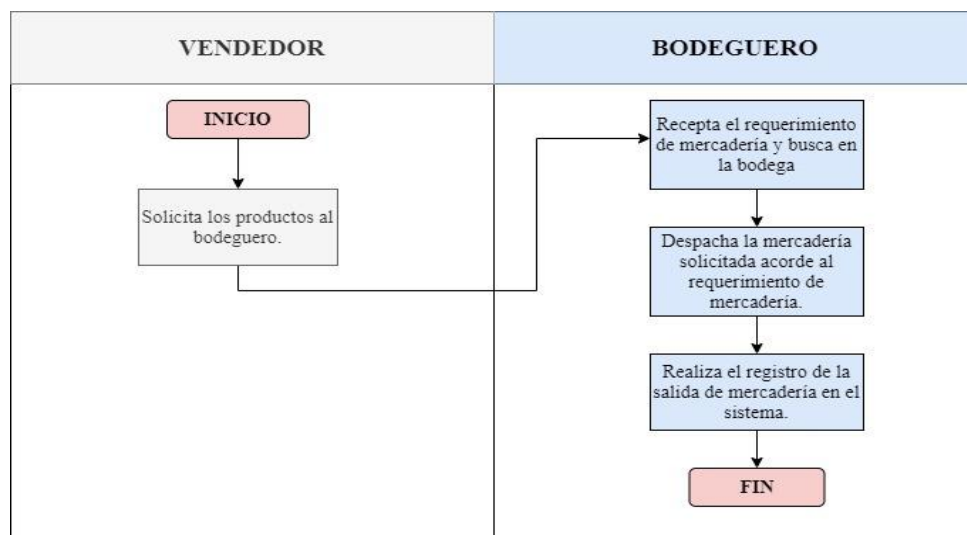 VENDEDOR
BODEGUERO
INICIO
Solicita los productos al
bodeguero.
Recepta el requerimiento
de mercadería y busca en
la bodega
Despacha la mercadería
solicitada acorde al
requerimiento de
mercadería.
Realiza el registro de la
salida de mercadería en el
sistema.
FIN